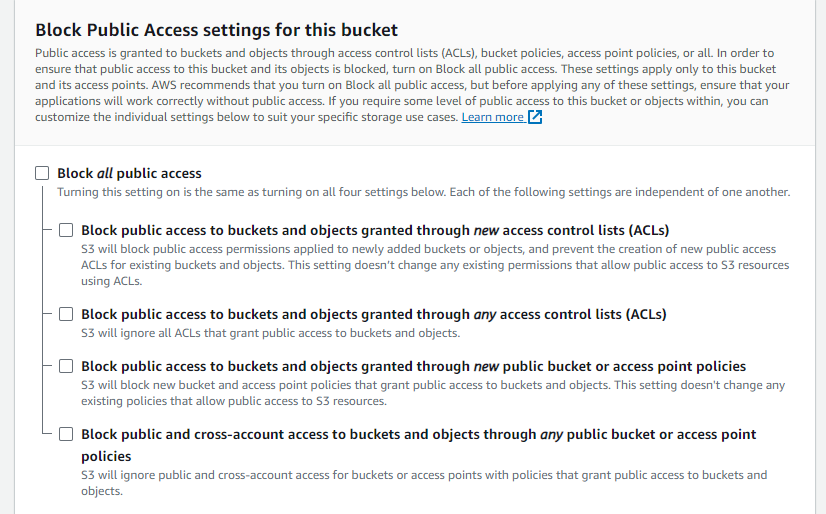 Block Public Access settings for this bucket
Public access is granted to buckets and objects through access control lists (ACLs), bucket policies, access point policies, or all. In order to
ensure that public access to this bucket and its objects is blocked, turn on Block all public access. These settings apply only to this bucket
and its access points. AWS recommends that you turn on Block all public access, but before applying any of these settings, ensure that your
applications will work correctly without public access. If you require some level of public access to this bucket or objects within, you can
customize the individual settings below to suit your specific storage use cases. Learn more
Block all public access
Turning this setting on is the same as turning on all four settings below. Each of the following settings are independent of one another.
Block public access to buckets and objects granted through new access control lists (ACLs)
S3 will block public access permissions applied to newly added buckets or objects, and prevent the creation of new public access
ACLs for existing buckets and objects. This setting doesn't change any existing permissions that allow public access to S3 resources
using ACLs.
Block public access to buckets and objects granted through any access control lists (ACLs)
S3 will ignore all ACLs that grant public access to buckets and objects.
Block public access to buckets and objects granted through new public bucket or access point policies
S3 will block new bucket and access point policies that grant public access to buckets and objects. This setting doesn't change any
existing policies that allow public access to S3 resources.
Block public and cross-account access to buckets and objects through any public bucket or access point
policies
S3 will ignore public and cross-account access for buckets or access points with policies that grant public access to buckets and
objects.